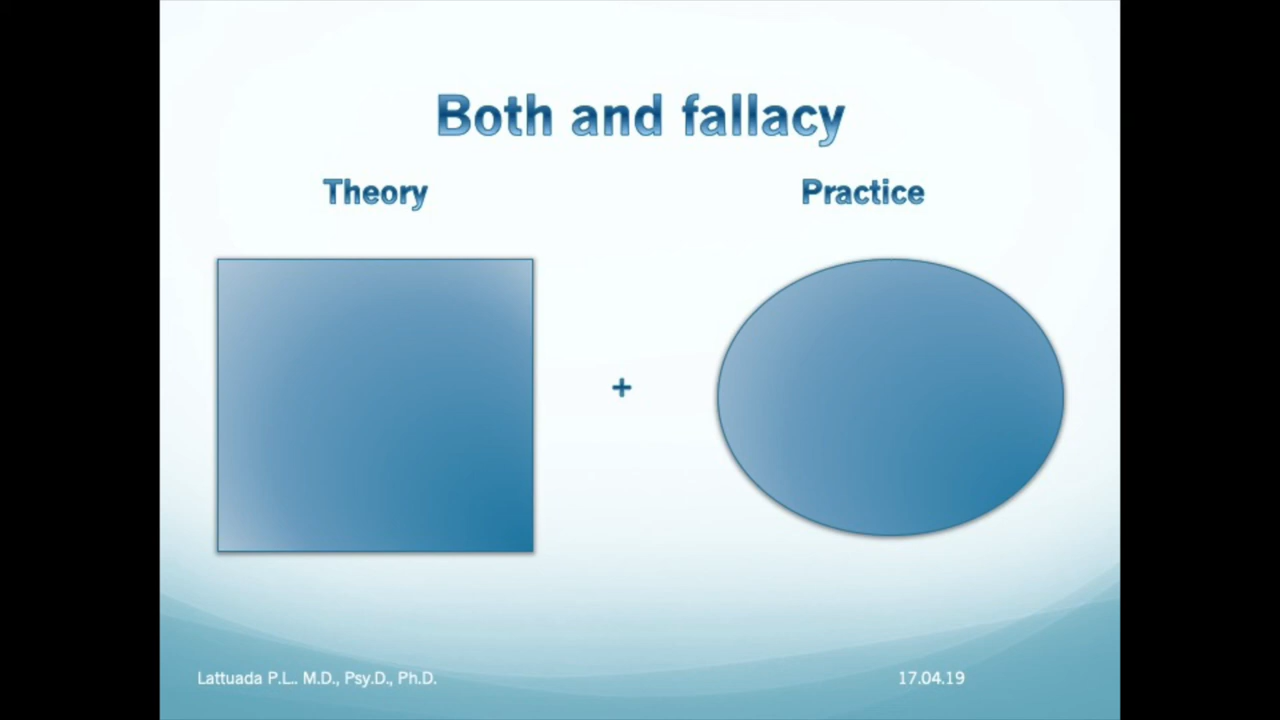 Both and fallacy
Theory
Practice
+
Lattuada P.L.. M.D., Psy.D., Ph.D.
17.04.19